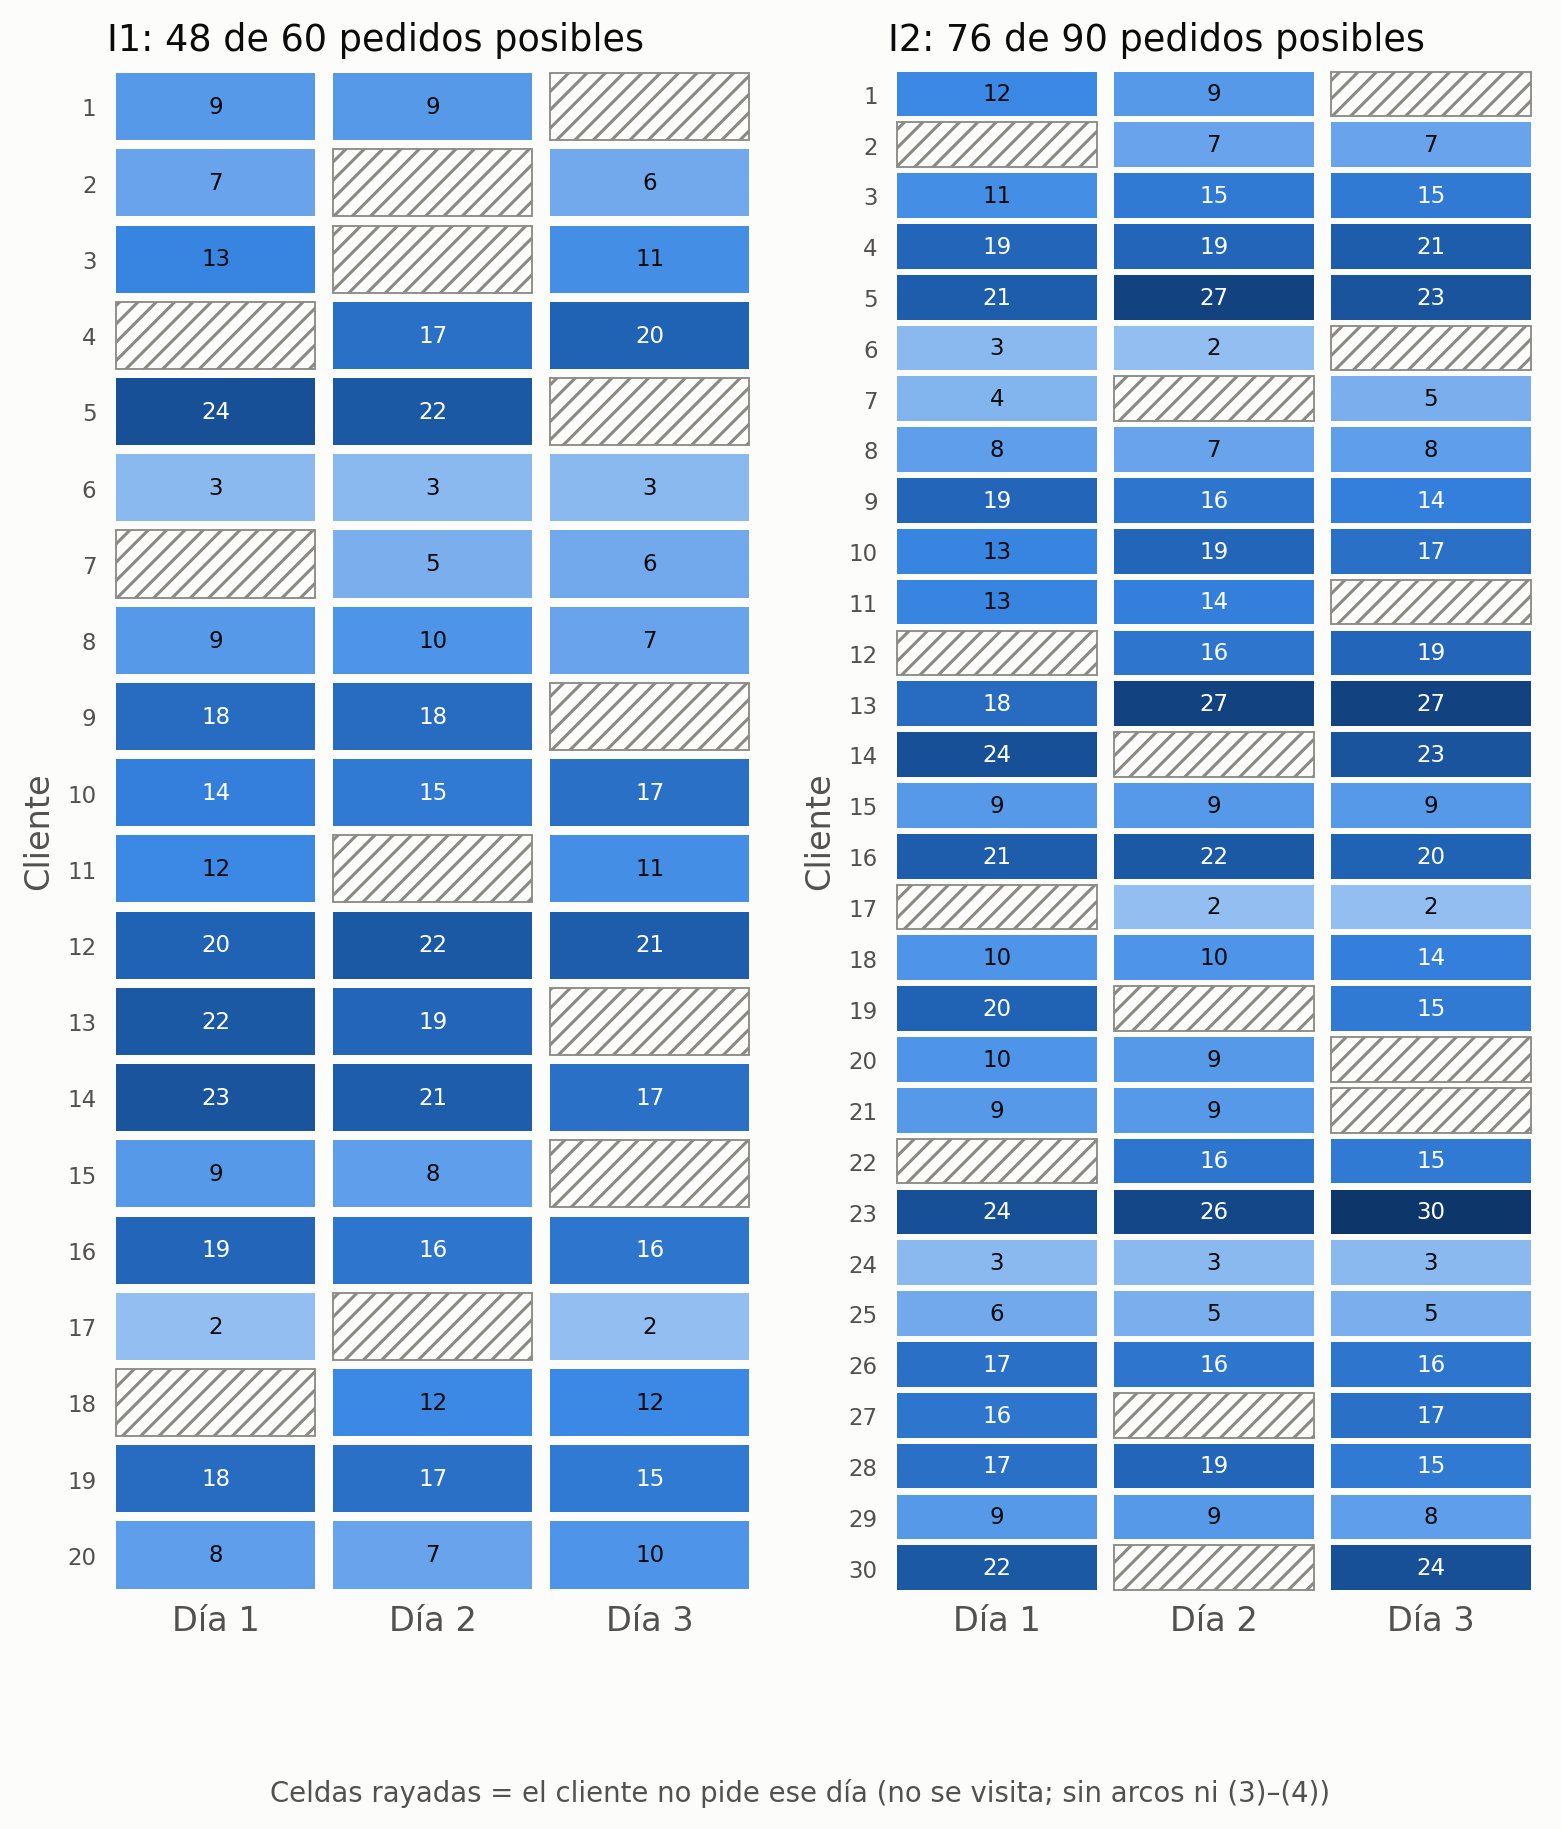 I1: 48 de 60 pedidos posibles
1 9 9
2 7 6
3 13 11
4 17 20
5 24 22
6 3 3 3
7 5 6
8 9 10 7
9 18 18
10 14 15 17
11 12 11
12 20 22 21
13 22 19
14 23 21 17
15 9 8
16 19 16 16
17 2 2
18 12 12
19 18 17 15
20 8 7 10
Cliente
Día 1 Día 2 Día 3
I2: 76 de 90 pedidos posibles
1 12 9
2 7 7
3 11 15 15
4 19 19 21
5 21 27 23
6 3 2
7 4 5
8 8 7 8
9 19 16 14
10 13 19 17
11 13 14
12 16 19
13 18 27 27
14 24 23
15 9 9 9
16 21 22 20
17 2 2
18 10 10 14
19 20 15
20 10 9
21 9 9
22 16 15
23 24 26 30
24 3 3 3
25 6 5 5
26 17 16 16
27 16 17
28 17 19 15
29 9 9 8
30 22 24
Cliente
Día 1 Día 2 Día 3
Celdas rayadas = el cliente no pide ese día (no se visita; sin arcos ni (3)–(4))